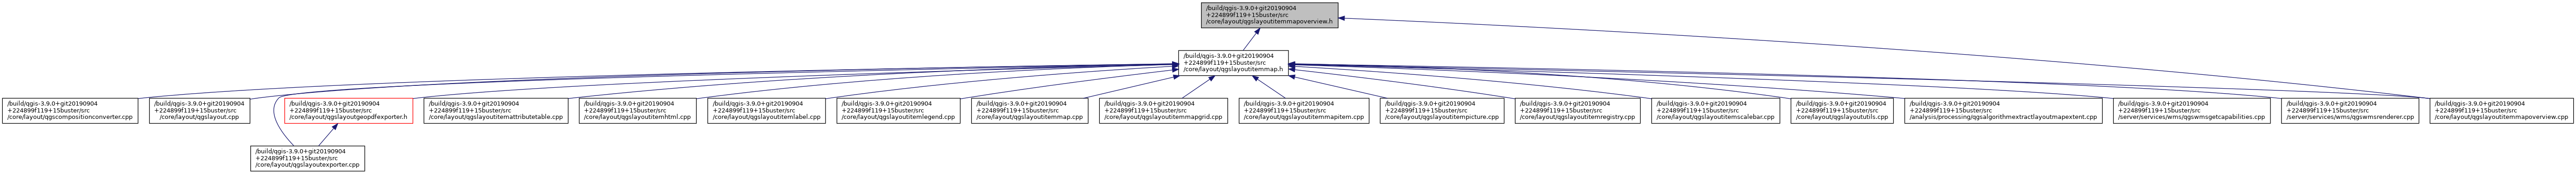 /build/qgis-3.9.0+git20190904
+224899f119+15buster/src
/core/layout/qgslayoutitemmapoverview.h
/build/qgis-3.9.0+git20190904
+224899f119+15buster/src
/core/layout/qgslayoutitemmap.h
/build/qgis-3.9.0+git20190904
+224899f119+15buster/src
/core/layout/qgscompositionconverter.cpp
/build/qgis-3.9.0+git20190904
+224899f119+15buster/src
/core/layout/qgslayout.cpp
/build/qgis-3.9.0+git20190904
+224899f119+15buster/src
/core/layout/qgslayoutgeopdfexporter.h
/build/qgis-3.9.0+git20190904
+224899f119+15buster/src
/core/layout/qgslayoutitemattributetable.cpp
/build/qgis-3.9.0+git20190904
+224899f119+15buster/src
/core/layout/qgslayoutitemhtml.cpp
/build/qgis-3.9.0+git20190904
+224899f119+15buster/src
/core/layout/qgslayoutitemlabel.cpp
/build/qgis-3.9.0+git20190904
+224899f119+15buster/src
/core/layout/qgslayoutitemlegend.cpp
/build/qgis-3.9.0+git20190904
+224899f119+15buster/src
/core/layout/qgslayoutitemmap.cpp
/build/qgis-3.9.0+git20190904
+224899f119+15buster/src
/core/layout/qgslayoutitemmapgrid.cpp
/build/qgis-3.9.0+git20190904
+224899f119+15buster/src
/core/layout/qgslayoutitemmapitem.cpp
/build/qgis-3.9.0+git20190904
+224899f119+15buster/src
/core/layout/qgslayoutitempicture.cpp
/build/qgis-3.9.0+git20190904
+224899f119+15buster/src
/core/layout/qgslayoutitemregistry.cpp
/build/qgis-3.9.0+git20190904
+224899f119+15buster/src
/core/layout/qgslayoutitemscalebar.cpp
/build/qgis-3.9.0+git20190904
+224899f119+15buster/src
/core/layout/qgslayoututils.cpp
/build/qgis-3.9.0+git20190904
+224899f119+15buster/src
/analysis/processing/qgsalgorithmextractlayoutmapextent.cpp
/build/qgis-3.9.0+git20190904
+224899f119+15buster/src
/server/services/wms/qgswmsgetcapabilities.cpp
/build/qgis-3.9.0+git20190904
+224899f119+15buster/src
/server/services/wms/qgswmsrenderer.cpp
/build/qgis-3.9.0+git20190904
+224899f119+15buster/src
/core/layout/qgslayoutitemmapoverview.cpp
/build/qgis-3.9.0+git20190904
+224899f119+15buster/src
/core/layout/qgslayoutexporter.cpp